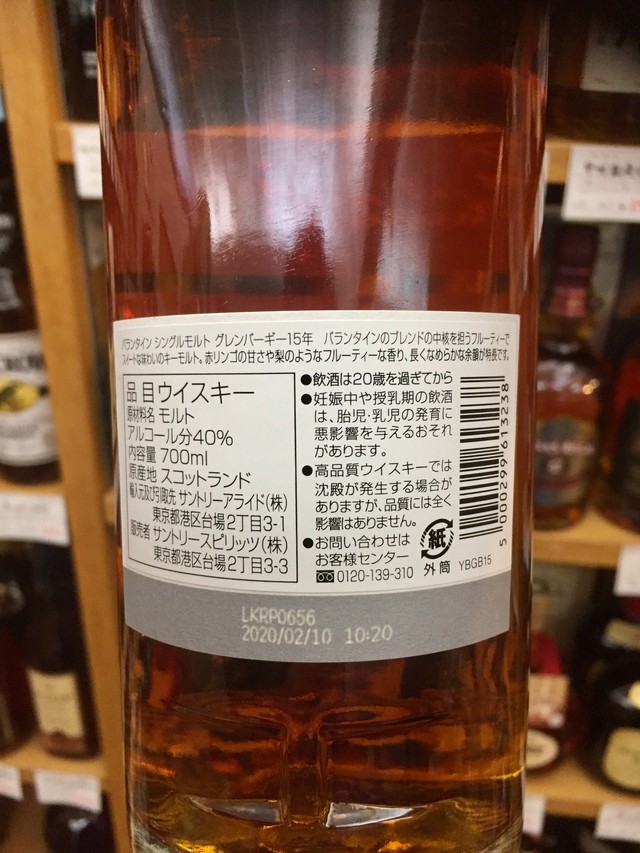 バランタイン シングルモルト グレンバーギー15年　バランタインのブレンドの中核を担うフルーティーで
スイートな味わいのキーモルト。赤リンゴの甘さや梨のようなフルーティーな香り、長くなめらかな余韻が特長です。
品目 ウイスキー
原材料名 モルト
アルコール分40%
内容量 700ml
原産地 スコットランド
輸入元及び引取先 サントリーアライド(株)
東京都港区台場2丁目3-1
販売者 サントリースピリッツ(株)
東京都港区台場2丁目3-3
●飲酒は20歳を過ぎてから
●妊娠中や授乳期の飲酒
は、胎児・乳児の発育に
悪影響を与えるおそれ
があります。
●高品質ウイスキーでは
沈殿が発生する場合が
ありますが、品質には全く
影響はありません。
●お問い合わせは
お客様センター
0120-139-310
紙
外筒
YBGB15
5 000299 613238
LKRP0656
2020/02/10 10:20